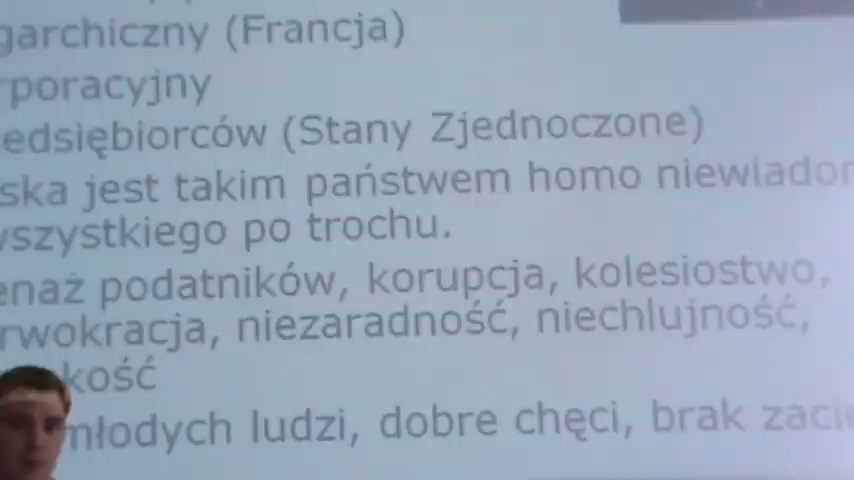 garchiczny (Francja)
rporacyjny
edsiębiorców (Stany Zjednoczone)
ska jest takim państwem homo niewiadom
wszystkiego po trochu.
enaż podatników, korupcja, kolesiostwo,
rwokracja, niezaradność, niechlujność,
kość
młodych ludzi, dobre chęci, brak zacie